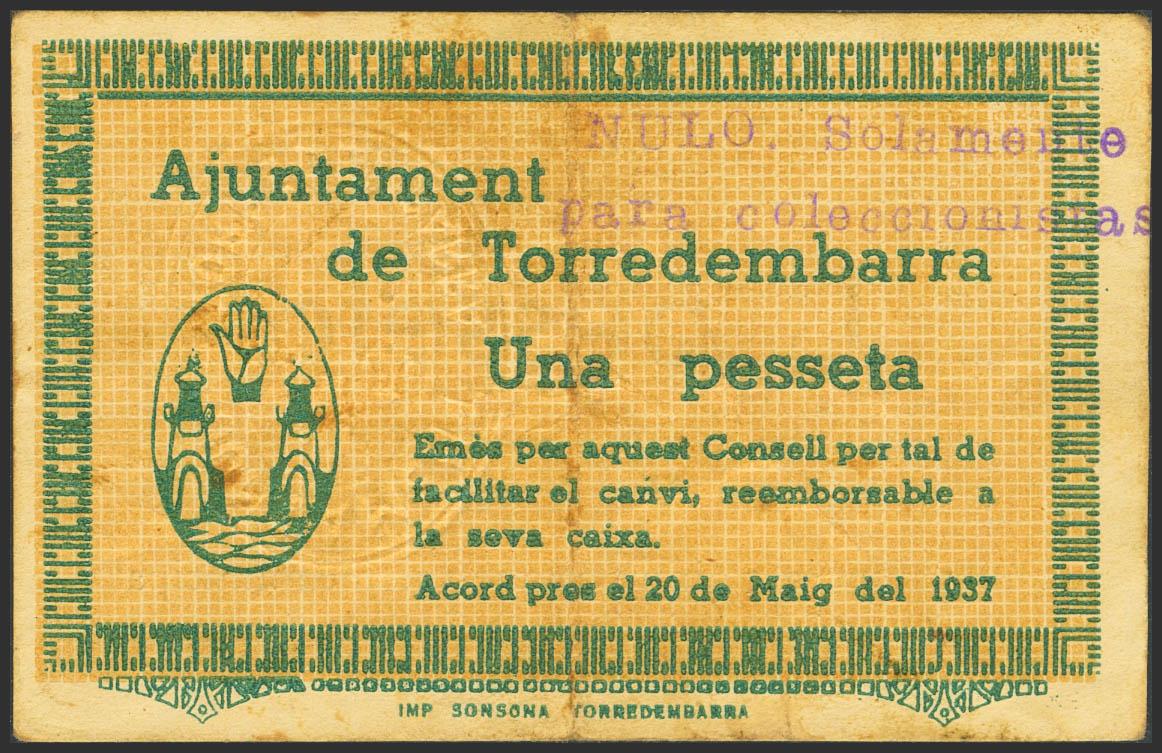 NULO. Solamente
para coleccionistas
Ajuntament
de Torredembarra
Una pesseta
Emès per aquest Consell per tal de
facilitar el canvi, reemborsable a
la seva caixa.
Acord pres el 20 de Maig del 1937
IMP SONSONA TORREDEMBARRA